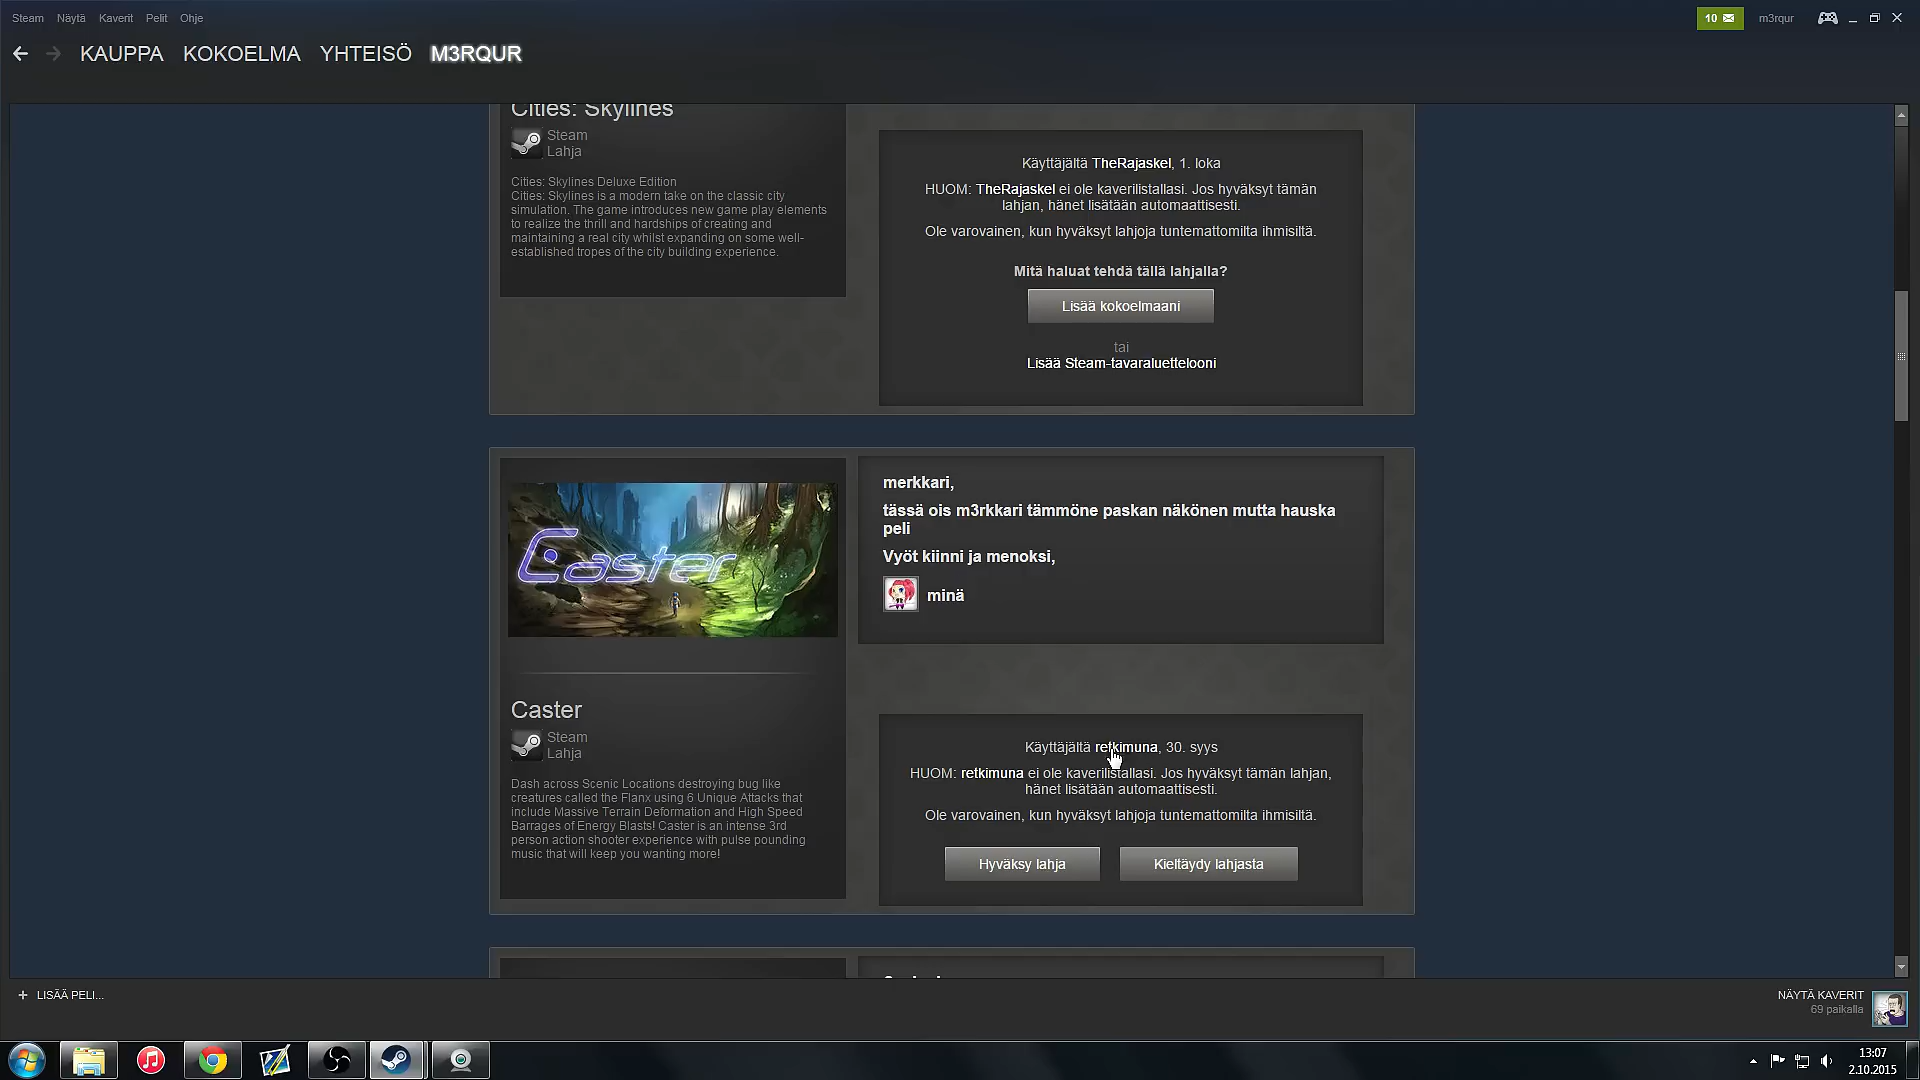 Steam Näytä Kaverit Pelit Ohje
10 m3rqur
KAUPPA KOKOELMA YHTEISÖ M3RQUR
Cities: Skylines
Steam
Lahja
Cities: Skylines Deluxe Edition
Cities: Skylines is a modern take on the classic city
simulation. The game introduces new game play elements
to realize the thrill and hardships of creating and
maintaining a real city whilst expanding on some well-
established tropes of the city building experience.
Käyttäjältä TheRajaskel, 1. loka
HUOM: TheRajaskel ei ole kaverilistallasi. Jos hyväksyt tämän
lahjan, hänet lisätään automaattisesti.
Ole varovainen, kun hyväksyt lahjoja tuntemattomilta ihmisiltä.
Mitä haluat tehdä tällä lahjalla?
Lisää kokoelmaani
tai
Lisää Steam-tavaraluettelooni
Caster
merkkari,
tässä ois m3rkkari tämmöne paskan näkönen mutta hauska
peli
Vyöt kiinni ja menoksi,
minä
Caster
Steam
Lahja
Dash across Scenic Locations destroying bug like
creatures called the Flanx using 6 Unique Attacks that
include Massive Terrain Deformation and High Speed
Barrages of Energy Blasts! Caster is an intense 3rd
person action shooter experience with pulse pounding
music that will keep you wanting more!
Käyttäjältä retkimuna, 30. syys
HUOM: retkimuna ei ole kaverilistallasi. Jos hyväksyt tämän lahjan,
hänet lisätään automaattisesti.
Ole varovainen, kun hyväksyt lahjoja tuntemattomilta ihmisiltä.
Hyväksy lahja Kieltäydy lahjasta
+ LISÄÄ PELI...
NÄYTÄ KAVERIT
69 paikalla
13:07
2.10.2015